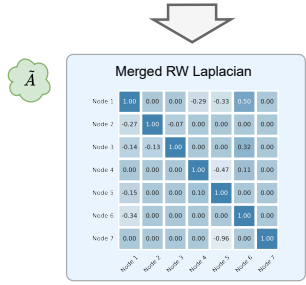 Ã
Merged RW Laplacian
Node 1 1.00 0.00 0.00 -0.29 -0.33 0.50 0.00
Node 2 -0.27 1.00 -0.07 0.00 0.00 0.00 0.00
Node 3 -0.14 -0.13 1.00 0.00 0.00 0.32 0.00
Node 4 0.00 0.00 0.00 1.00 -0.47 0.11 0.00
Node 5 -0.15 0.00 0.00 0.10 1.00 0.00 0.00
Node 6 -0.34 0.00 0.00 0.00 0.00 1.00 0.00
Node 7 0.00 0.00 0.00 0.00 -0.96 0.00 1.00
Node 1 Node 2 Node 3 Node 4 Node 5 Node 6 Node 7